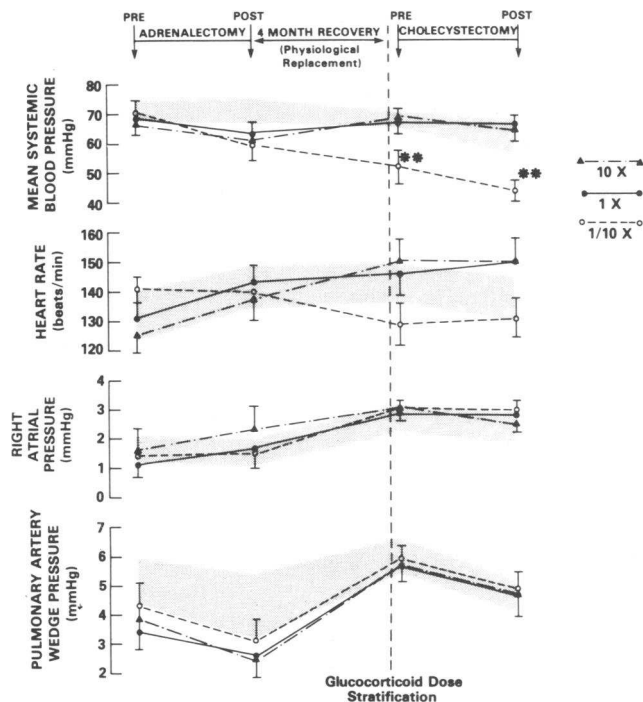 PRE POST PRE POST
ADRENALECTOMY 4 MONTH RECOVERY CHOLECYSTECTOMY
(Physiological
Replacement)
MEAN SYSTEMIC
BLOOD PRESSURE
(mmHg)
80
70
60
50
40
**
**
10 X
1 X
1/10 X
HEART RATE
(beats/min)
160
150
140
130
120
RIGHT
ATRIAL
PRESSURE
(mmHg)
4
3
2
1
0
PULMONARY ARTERY
WEDGE PRESSURE
(mmHg)
7
6
5
4
3
2
Glucocorticoid Dose
Stratification